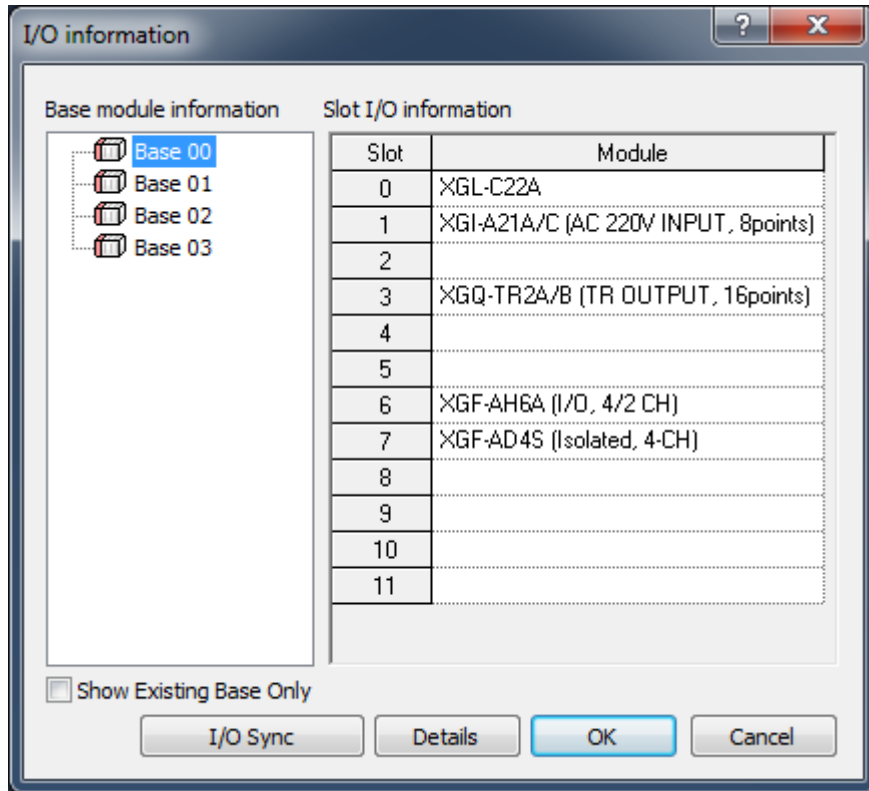 I/O information
?
X
Base module information
Slot I/O information
Base 00
Base 01
Base 02
Base 03
Slot Module
0 XGL-C22A
1 XGI-A21A/C (AC 220V INPUT, 8points)
2
3 XGQ-TR2A/B (TR OUTPUT, 16points)
4
5
6 XGF-AH6A (I/O, 4/2 CH)
7 XGF-AD4S (Isolated, 4-CH)
8
9
10
11
Show Existing Base Only
I/O Sync
Details
OK
Cancel